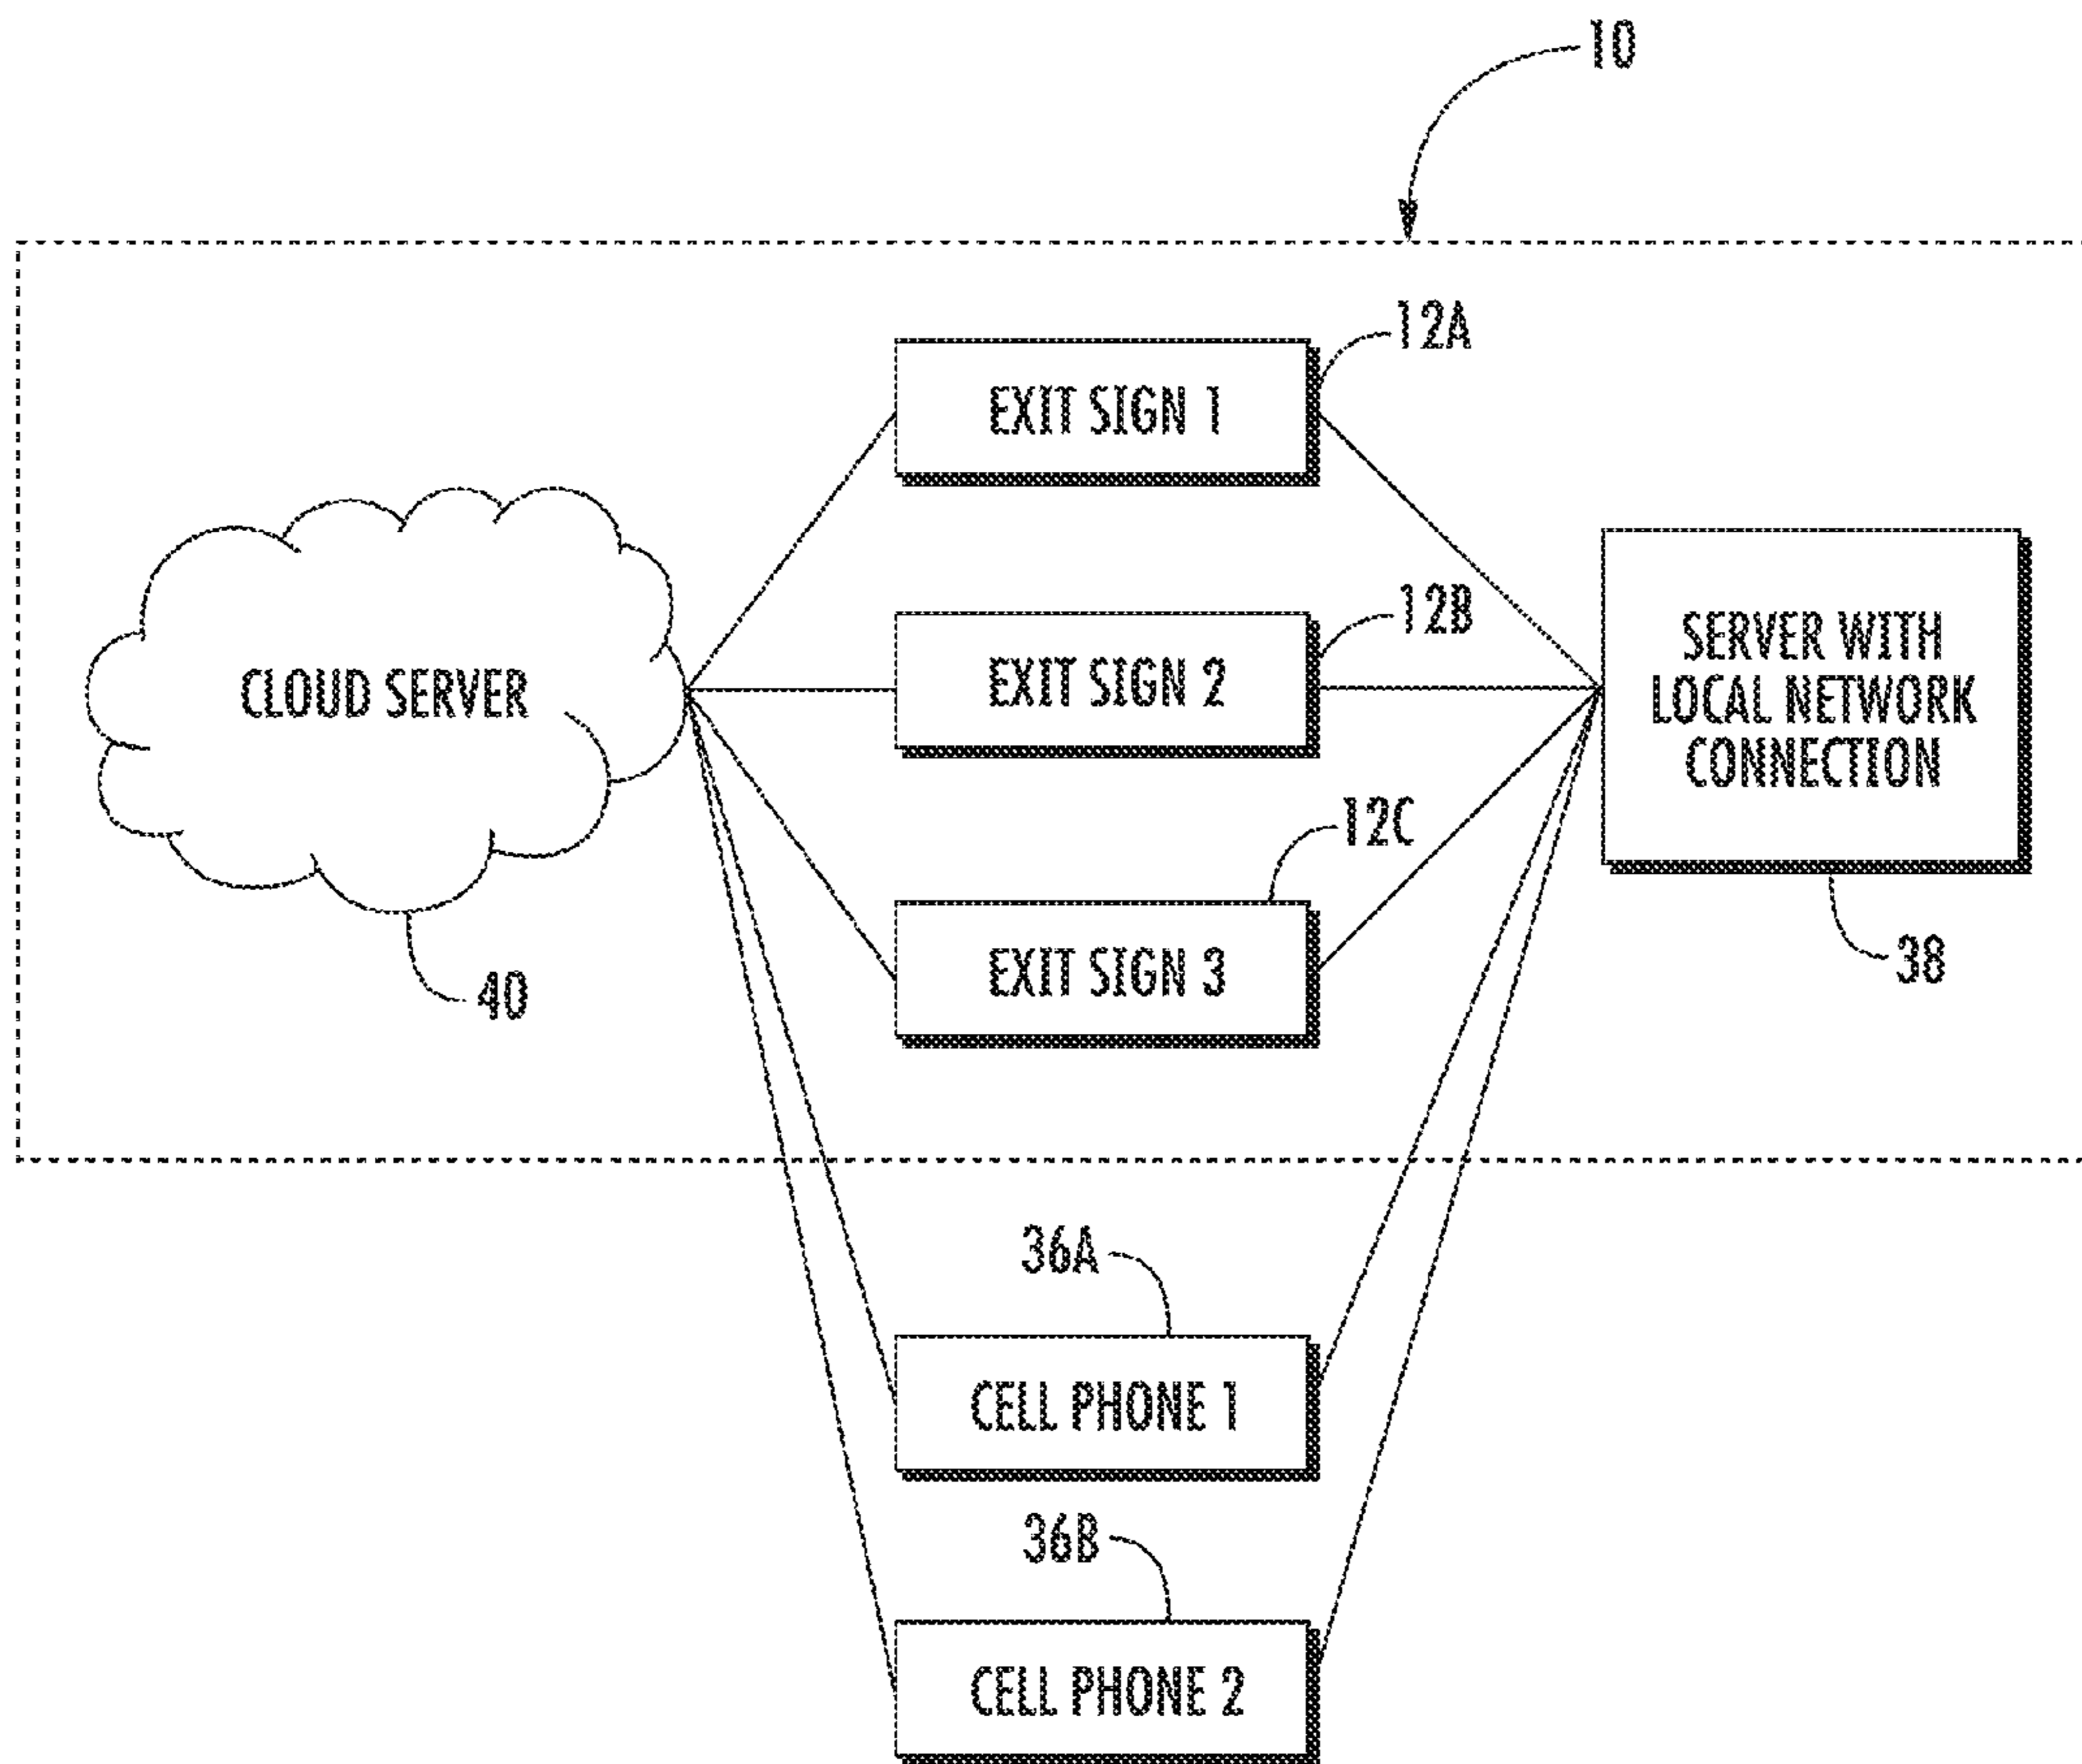 10
12A
EXIT SIGN 1
12B
EXIT SIGN 2
CLOUD SERVER
SERVER WITH
LOCAL NETWORK
CONNECTION
12C
EXIT SIGN 3
38
40
36A
CELL PHONE 1
36B
CELL PHONE 2